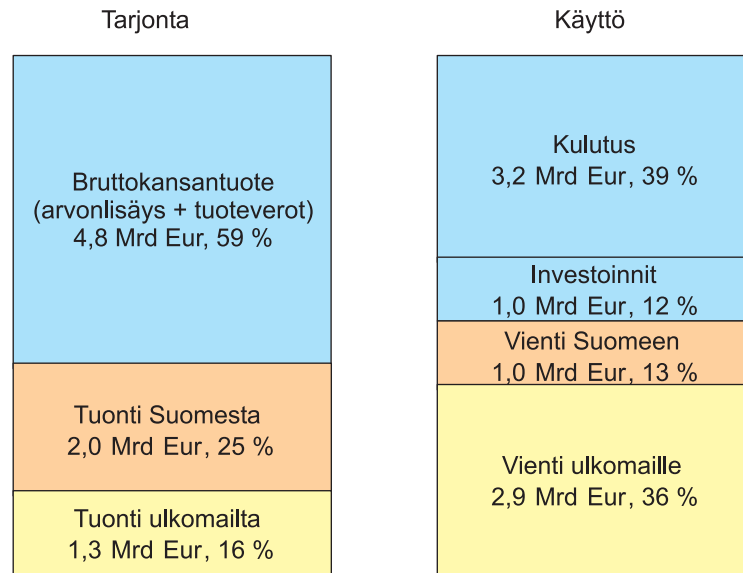 Tarjonta
Bruttokansantuote
(arvonlisäys + tuoteverot)
4,8 Mrd Eur, 59 %
Tuonti Suomesta
2,0 Mrd Eur, 25 %
Tuonti ulkomailta
1,3 Mrd Eur, 16 %
Käyttö
Kulutus
3,2 Mrd Eur, 39 %
Investoinnit
1,0 Mrd Eur, 12 %
Vienti Suomeen
1,0 Mrd Eur, 13 %
Vienti ulkomaille
2,9 Mrd Eur, 36 %